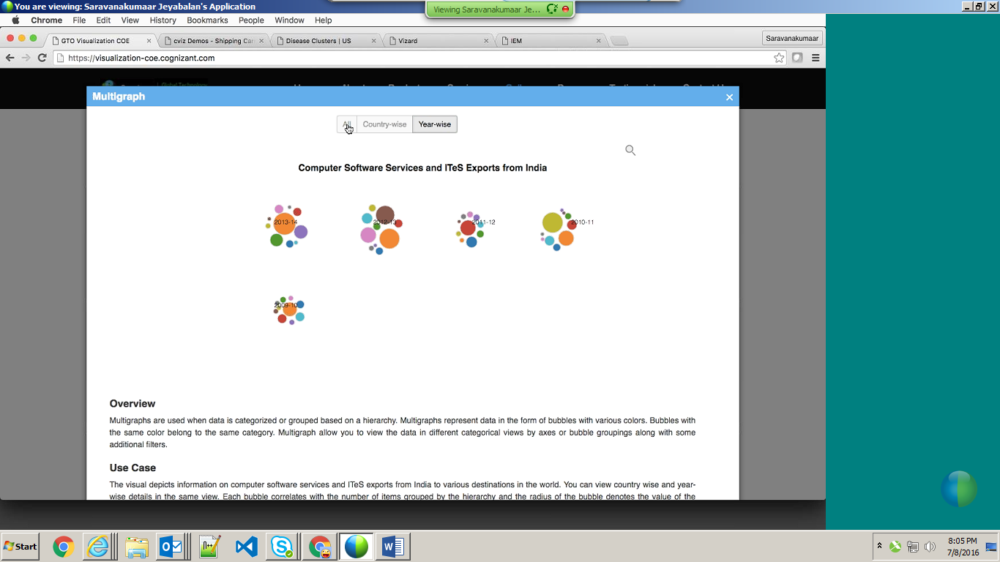 You are viewing: Saravanakumaar Jeyabalan's Application
Viewing Saravanakumaar Je...
Chrome File Edit View History Bookmarks People Window Help
GTO Visualization COE
cviz Demos - Shipping Car
Disease Clusters | US
Vizard
IEM
Saravanakumaar
https://visualization-coe.cognizant.com
Multigraph
All Country-wise Year-wise
Computer Software Services and ITeS Exports from India
2013-14 2012-13 2011-12 2010-11
2009-10
Overview
Multigraphs are used when data is categorized or grouped based on a hierarchy. Multigraphs represent data in the form of bubbles with various colors. Bubbles with
the same color belong to the same category. Multigraph allow you to view the data in different categorical views by axes or bubble groupings along with some
additional filters.
Use Case
The visual depicts information on computer software services and ITeS exports from India to various destinations in the world. You can view country wise and year-
wise details in the same view. Each bubble correlates with the number of items grouped by the hierarchy and the radius of the bubble denotes the value of the
Start
8:05 PM
7/8/2016